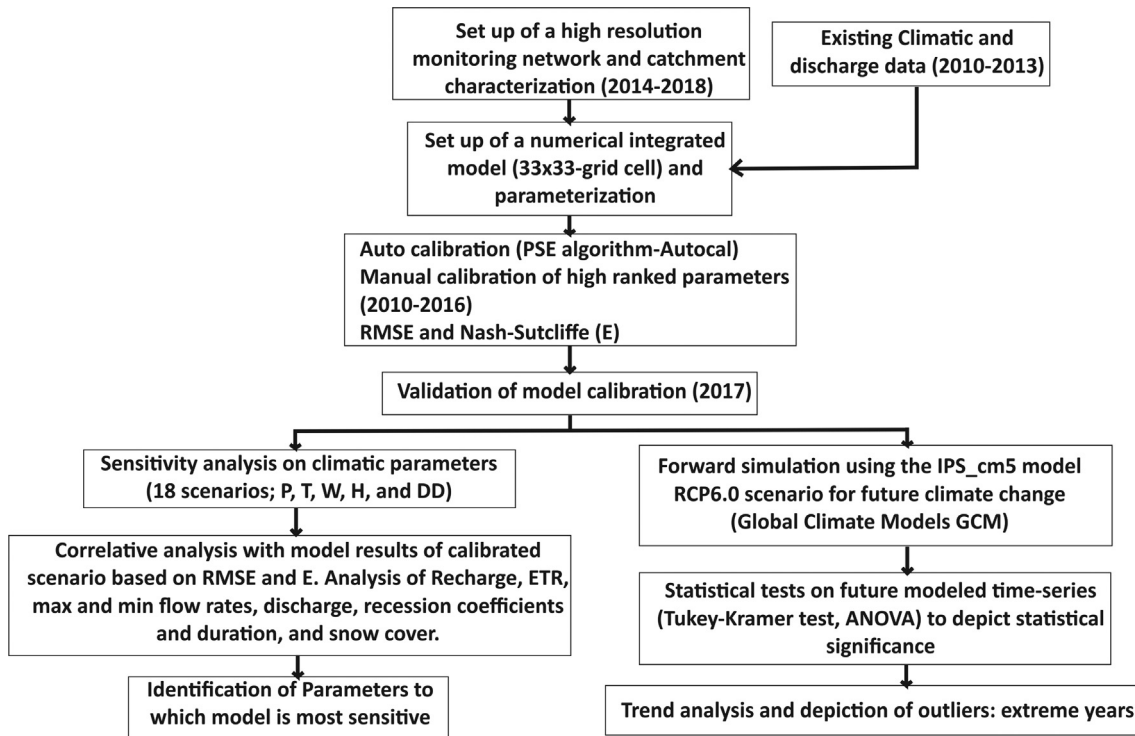 Set up of a high resolution
monitoring network and catchment
characterization (2014-2018)
Existing Climatic and
discharge data (2010-2013)
Set up of a numerical integrated
model (33x33-grid cell) and
parameterization
Auto calibration (PSE algorithm-Autocal)
Manual calibration of high ranked parameters
(2010-2016)
RMSE and Nash-Sutcliffe (E)
Validation of model calibration (2017)
Sensitivity analysis on climatic parameters
(18 scenarios; P, T, W, H, and DD)
Correlative analysis with model results of calibrated
scenario based on RMSE and E. Analysis of Recharge, ETR,
max and min flow rates, discharge, recession coefficients
and duration, and snow cover.
Identification of Parameters to
which model is most sensitive
Forward simulation using the IPS_cm5 model
RCP6.0 scenario for future climate change
(Global Climate Models GCM)
Statistical tests on future modeled time-series
(Tukey-Kramer test, ANOVA) to depict statistical
significance
Trend analysis and depiction of outliers: extreme years